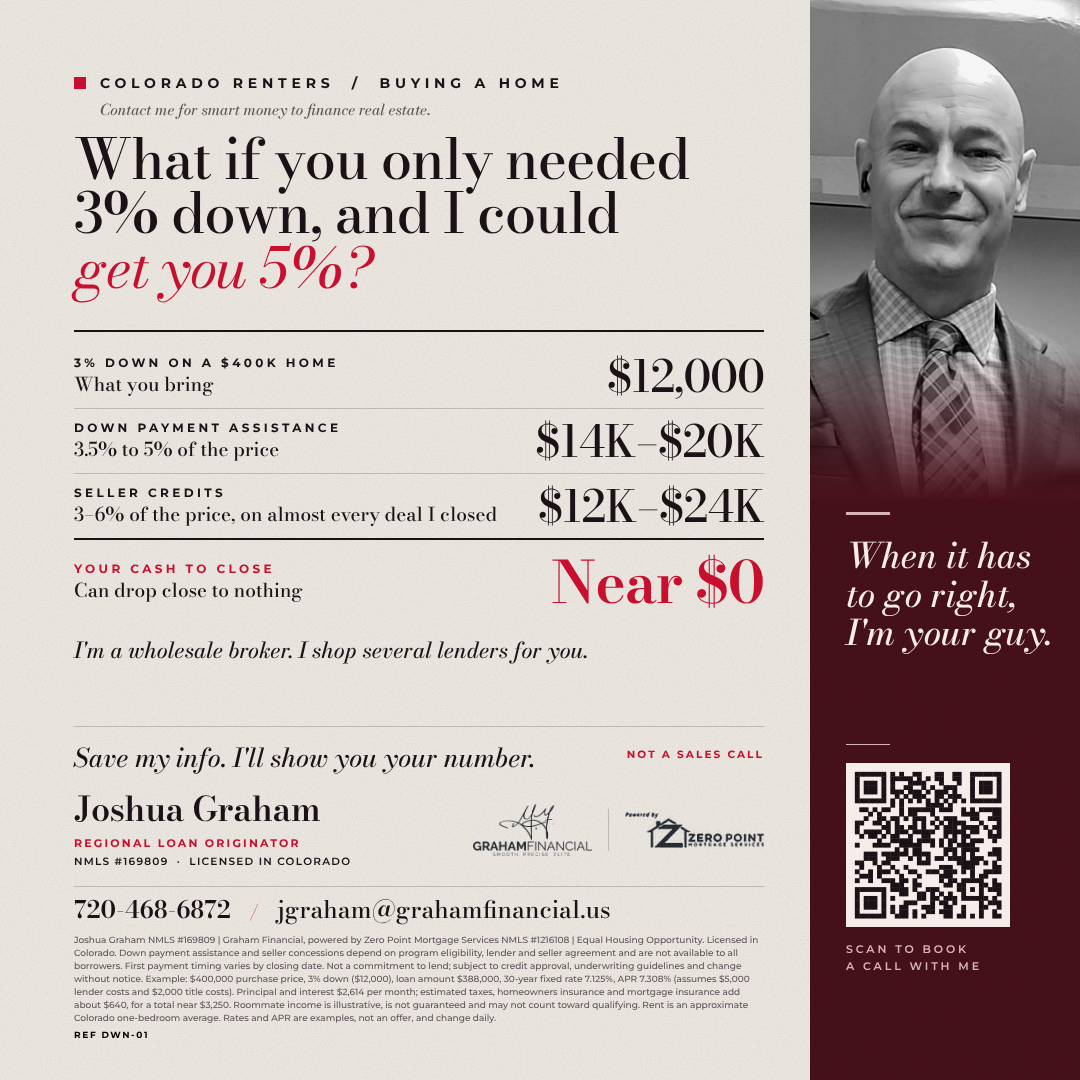 COLORADO RENTERS / BUYING A HOME
Contact me for smart money to finance real estate.
What if you only needed
3% down, and I could
get you 5%?
3% DOWN ON A $400K HOME
What you bring
$12,000
DOWN PAYMENT ASSISTANCE
3.5% to 5% of the price
$14K–$20K
SELLER CREDITS
3–6% of the price, on almost every deal I closed
$12K–$24K
YOUR CASH TO CLOSE
Can drop close to nothing
Near $0
I'm a wholesale broker. I shop several lenders for you.
Save my info. I'll show you your number.
NOT A SALES CALL
Joshua Graham
REGIONAL LOAN ORIGINATOR
NMLS #169809 · LICENSED IN COLORADO
GRAHAMFINANCIAL
SMOOTH. PRECISE. ELITE.
Powered by
ZERO POINT
MORTGAGE SERVICES
720-468-6872 / jgraham@grahamfinancial.us
Joshua Graham NMLS #169809 | Graham Financial, powered by Zero Point Mortgage Services NMLS #1216108 | Equal Housing Opportunity. Licensed in
Colorado. Down payment assistance and seller concessions depend on program eligibility, lender and seller agreement and are not available to all
borrowers. First payment timing varies by closing date. Not a commitment to lend; subject to credit approval, underwriting guidelines and change
without notice. Example: $400,000 purchase price, 3% down ($12,000), loan amount $388,000, 30-year fixed rate 7.125%, APR 7.308% (assumes $5,000
lender costs and $2,000 title costs). Principal and interest $2,614 per month; estimated taxes, homeowners insurance and mortgage insurance add
about $640, for a total near $3,250. Roommate income is illustrative, is not guaranteed and may not count toward qualifying. Rent is an approximate
Colorado one-bedroom average. Rates and APR are examples, not an offer, and change daily.
REF DWN-01
When it has
to go right,
I'm your guy.
SCAN TO BOOK
A CALL WITH ME